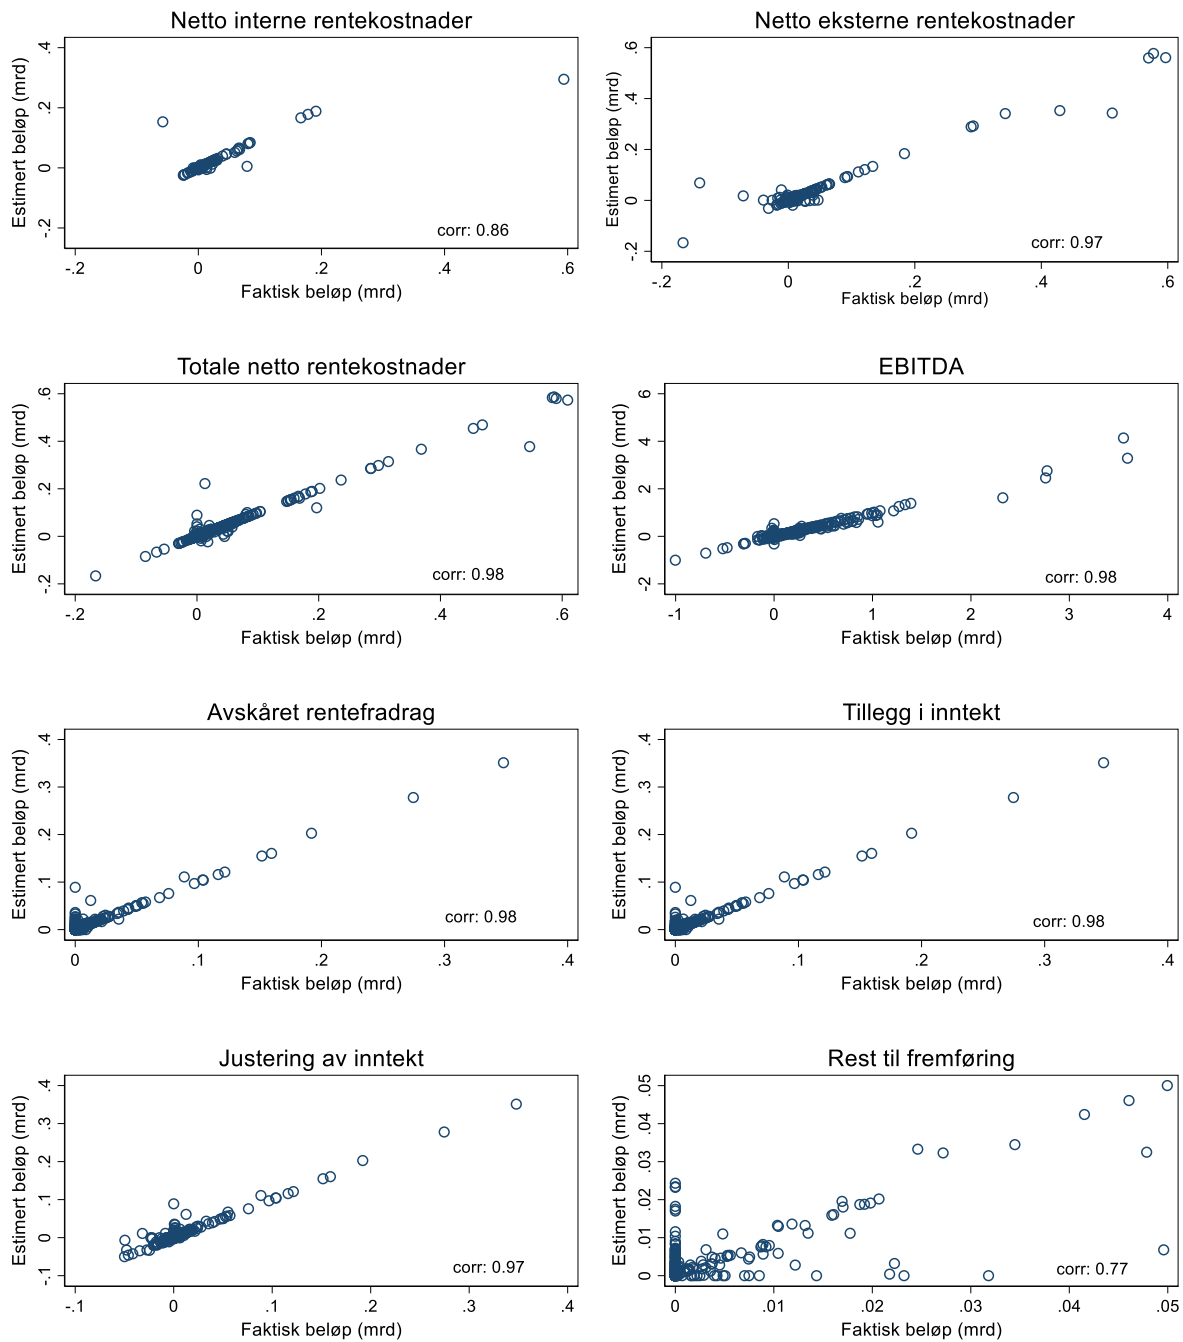 Netto interne rentekostnader
Estimert beløp (mrd)
.4
.2
0
-.2
corr: 0.86
-.2 0 .2 .4 .6
Faktisk beløp (mrd)
Netto eksterne rentekostnader
Estimert beløp (mrd)
.6
.4
.2
0
-.2
corr: 0.97
-.2 0 .2 .4 .6
Faktisk beløp (mrd)
Totale netto rentekostnader
Estimert beløp (mrd)
.6
.4
.2
0
-.2
corr: 0.98
-.2 0 .2 .4 .6
Faktisk beløp (mrd)
EBITDA
Estimert beløp (mrd)
6
4
2
0
-2
corr: 0.98
-1 0 1 2 3 4
Faktisk beløp (mrd)
Avskåret rentefradrag
Estimert beløp (mrd)
.4
.3
.2
.1
0
corr: 0.98
0 .1 .2 .3 .4
Faktisk beløp (mrd)
Tillegg i inntekt
Estimert beløp (mrd)
.4
.3
.2
.1
0
corr: 0.98
0 .1 .2 .3 .4
Faktisk beløp (mrd)
Justering av inntekt
Estimert beløp (mrd)
.4
.3
.2
.1
0
-.1
corr: 0.97
-.1 0 .1 .2 .3 .4
Faktisk beløp (mrd)
Rest til fremføring
Estimert beløp (mrd)
.05
.04
.03
.02
.01
0
corr: 0.77
0 .01 .02 .03 .04 .05
Faktisk beløp (mrd)